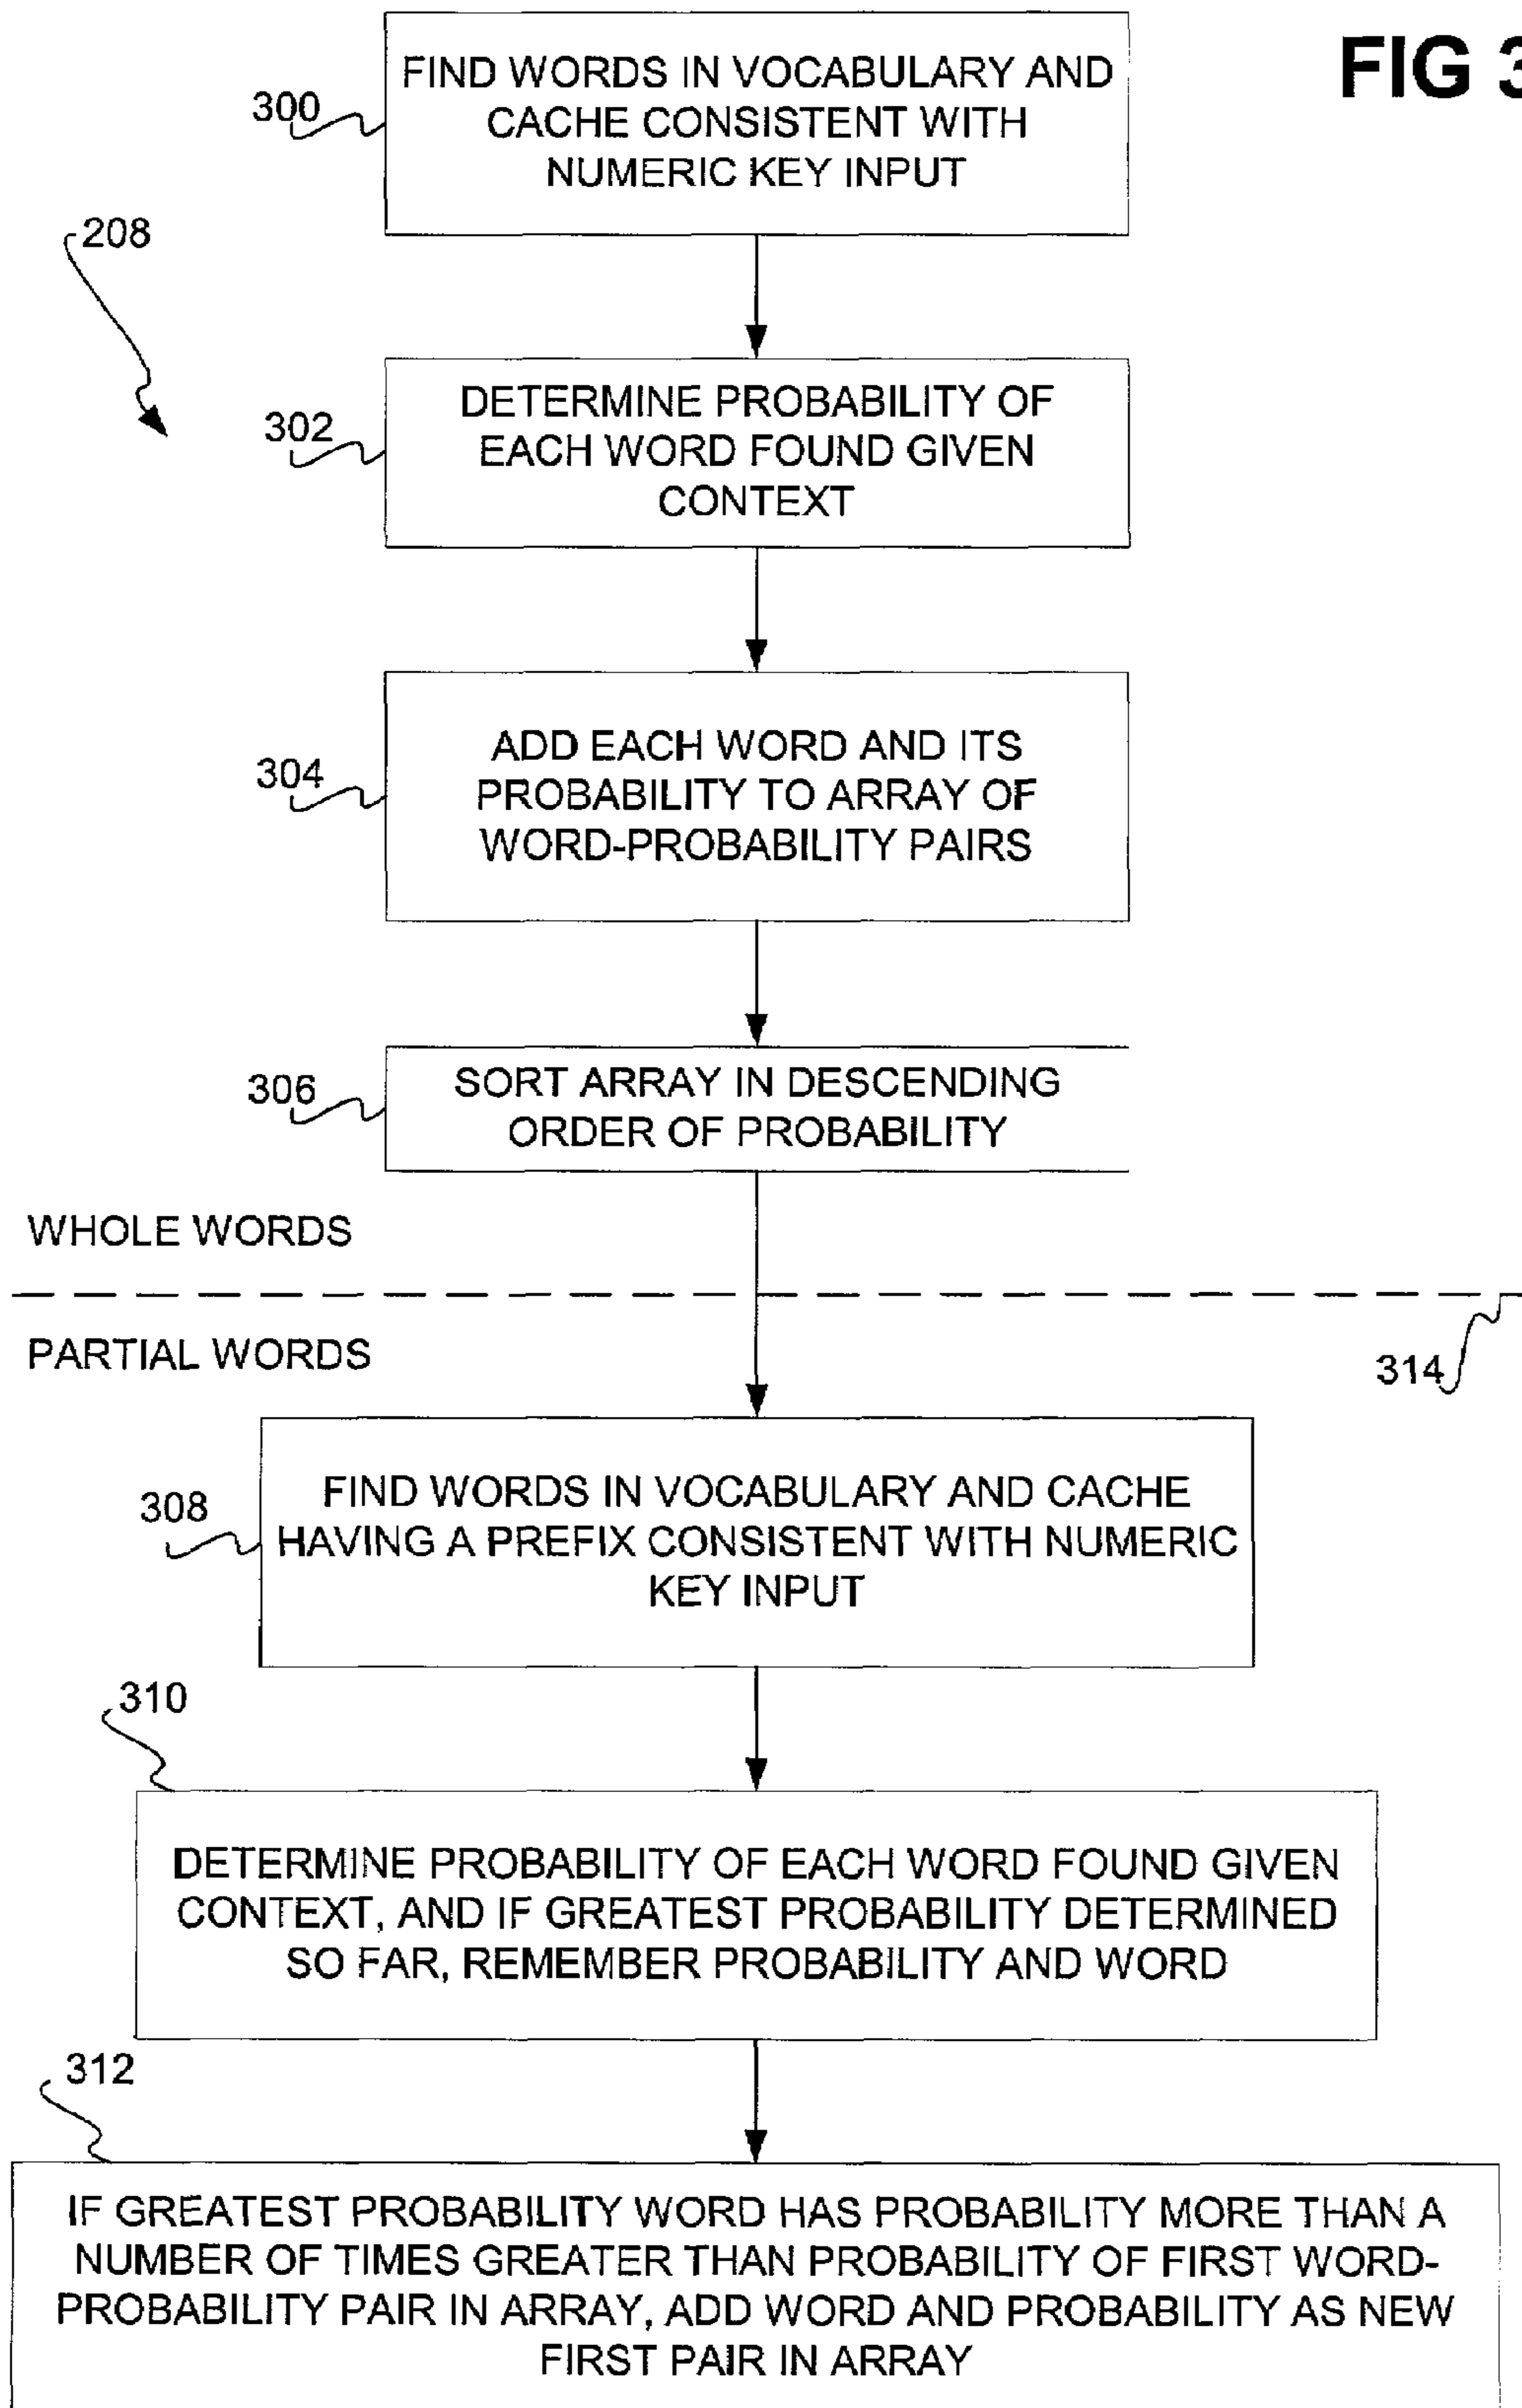 FIG 3
300
FIND WORDS IN VOCABULARY AND
CACHE CONSISTENT WITH
NUMERIC KEY INPUT
208
302
DETERMINE PROBABILITY OF
EACH WORD FOUND GIVEN
CONTEXT
304
ADD EACH WORD AND ITS
PROBABILITY TO ARRAY OF
WORD-PROBABILITY PAIRS
306
SORT ARRAY IN DESCENDING
ORDER OF PROBABILITY
WHOLE WORDS
PARTIAL WORDS
314
308
FIND WORDS IN VOCABULARY AND CACHE
HAVING A PREFIX CONSISTENT WITH NUMERIC
KEY INPUT
310
DETERMINE PROBABILITY OF EACH WORD FOUND GIVEN
CONTEXT, AND IF GREATEST PROBABILITY DETERMINED
SO FAR, REMEMBER PROBABILITY AND WORD
312
IF GREATEST PROBABILITY WORD HAS PROBABILITY MORE THAN A
NUMBER OF TIMES GREATER THAN PROBABILITY OF FIRST WORD-
PROBABILITY PAIR IN ARRAY, ADD WORD AND PROBABILITY AS NEW
FIRST PAIR IN ARRAY